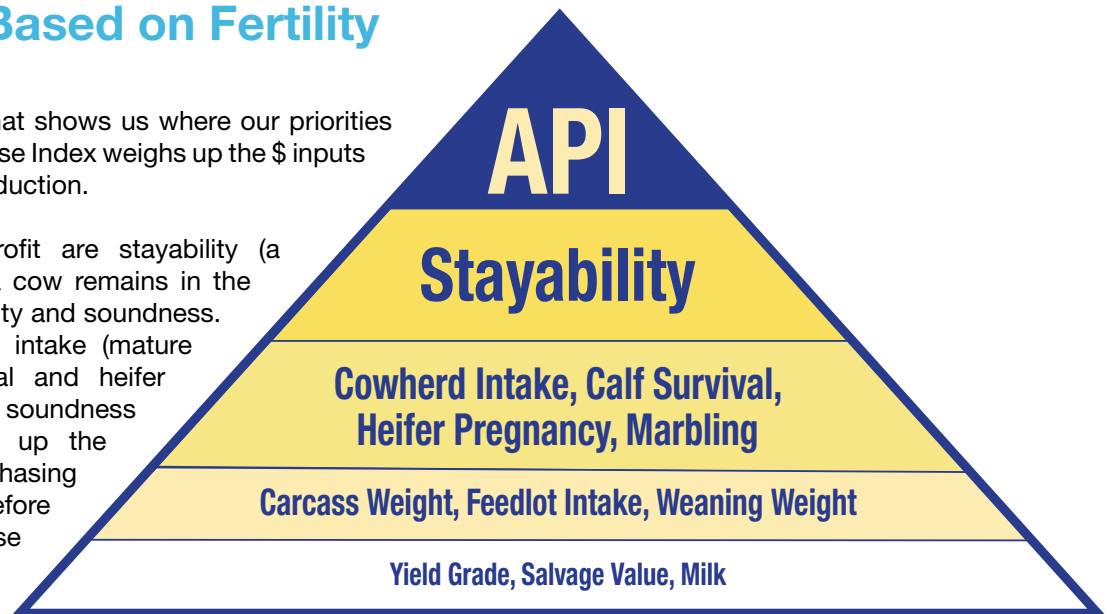 Based on Fertility
hat shows us where our priorities
se Index weighs up the $ inputs
duction.
rofit are stayability (a
cow remains in the
ty and soundness.
intake (mature
al and heifer
soundness
up the
hasing
efore
se
API
Stayability
Cowherd Intake, Calf Survival,
Heifer Pregnancy, Marbling
Carcass Weight, Feedlot Intake, Weaning Weight
Yield Grade, Salvage Value, Milk